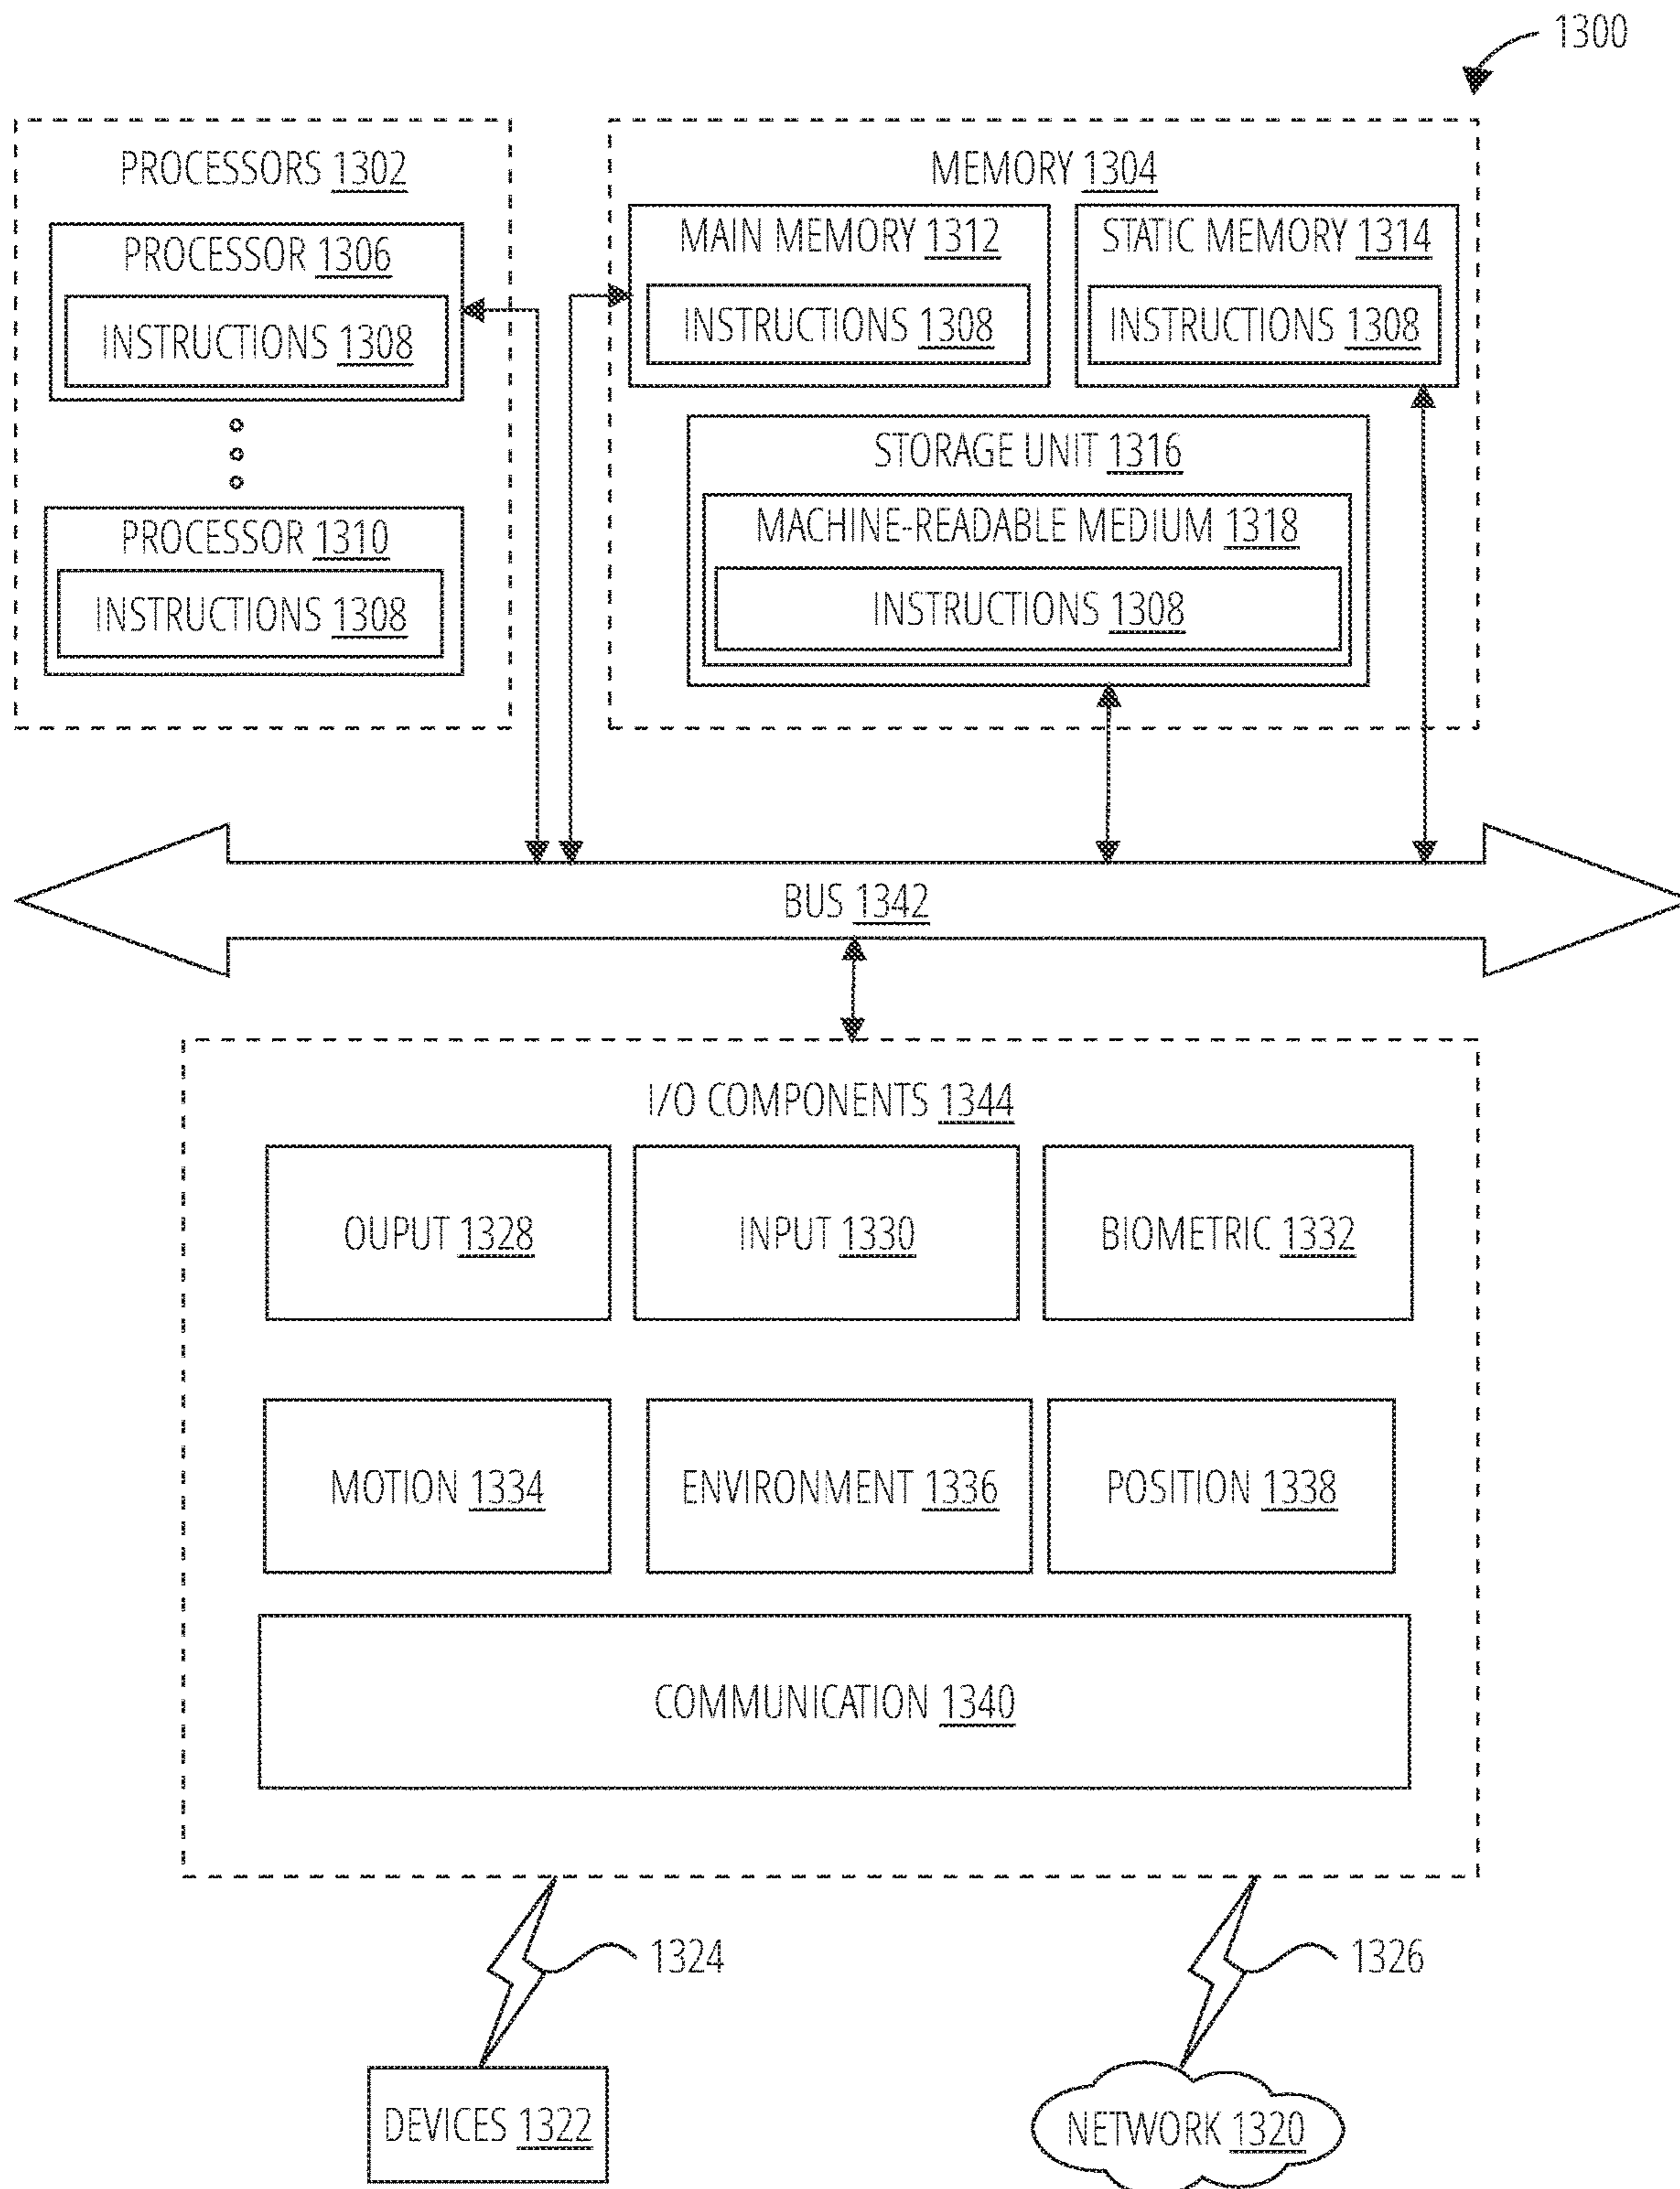 1300
PROCESSORS 1302
PROCESSOR 1306
INSTRUCTIONS 1308
PROCESSOR 1310
INSTRUCTIONS 1308
MEMORY 1304
MAIN MEMORY 1312
INSTRUCTIONS 1308
STATIC MEMORY 1314
INSTRUCTIONS 1308
STORAGE UNIT 1316
MACHINE-READABLE MEDIUM 1318
INSTRUCTIONS 1308
BUS 1342
I/O COMPONENTS 1344
OUPUT 1328
INPUT 1330
BIOMETRIC 1332
MOTION 1334
ENVIRONMENT 1336
POSITION 1338
COMMUNICATION 1340
1324
1326
DEVICES 1322
NETWORK 1320